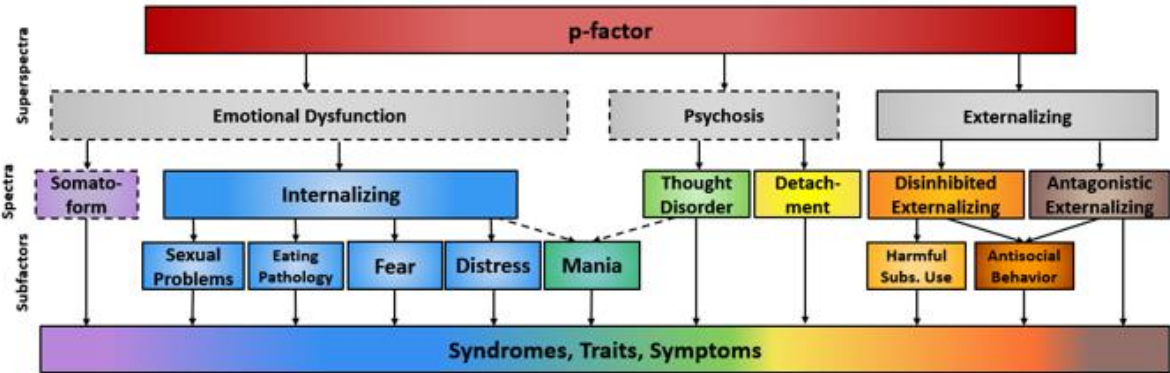 p-factor
Superspectra
Emotional Dysfunction
Psychosis
Externalizing
Spectra
Somato-
form
Internalizing
Thought
Disorder
Detach-
ment
Disinhibited
Externalizing
Antagonistic
Externalizing
Subfactors
Sexual
Problems
Eating
Pathology
Fear
Distress
Mania
Harmful
Subs. Use
Antisocial
Behavior
Syndromes, Traits, Symptoms